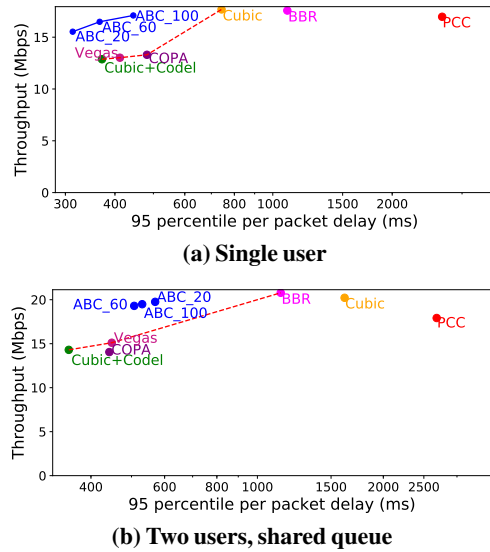 Throughput (Mbps)
15
10
5
0
ABC_100
ABC_60
ABC_20
Vegas
COPA
Cubic+Codel
Cubic
BBR
PCC
300 400 600 800 1000 2000
95 percentile per packet delay (ms)
(a) Single user
Throughput (Mbps)
20
15
10
5
0
ABC_60
ABC_20
ABC_100
BBR
Cubic
PCC
Vegas
COPA
Cubic+Codel
400 600 800 1000 1500 2000 2500
95 percentile per packet delay (ms)
(b) Two users, shared queue